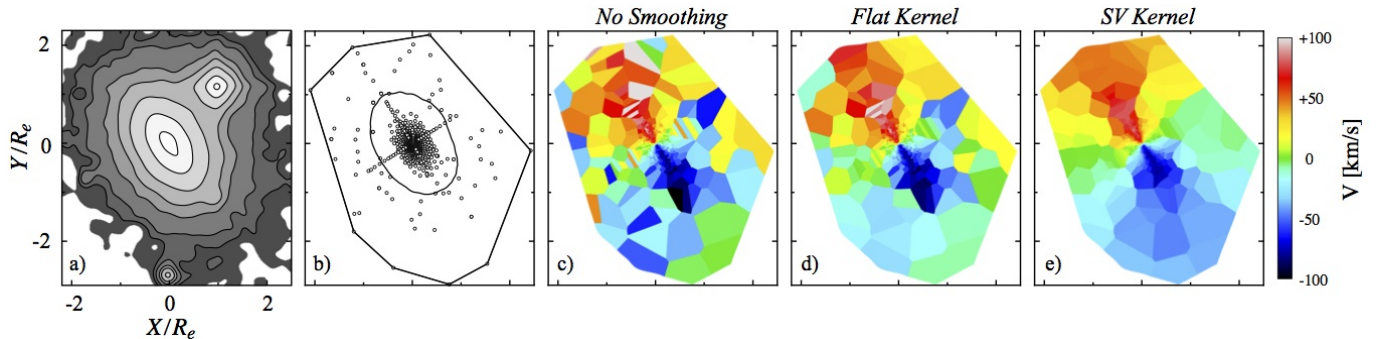 No Smoothing
Flat Kernel
SV Kernel
2
0
-2
Y/Re
-2
0
2
X/Re
a)
b)
c)
d)
e)
+100
+50
0
-50
-100
V [km/s]